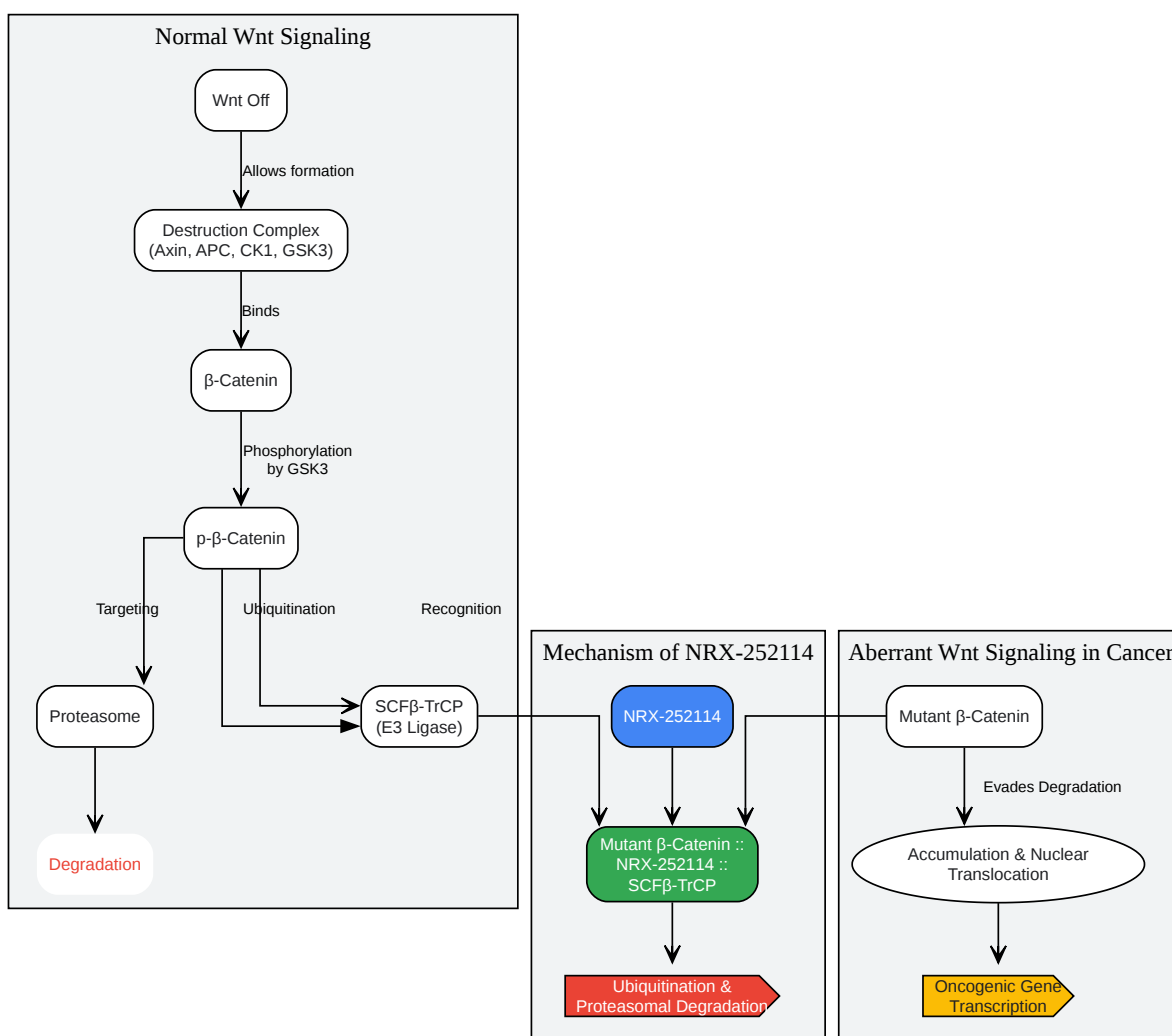 Normal Wnt Signaling
Wnt Off
Allows formation
Destruction Complex
(Axin, APC, CK1, GSK3)
Binds
β-Catenin
Phosphorylation
by GSK3
p-β-Catenin
Targeting
Ubiquitination
Recognition
Proteasome
SCFβ-TrCP
(E3 Ligase)
Degradation
Mechanism of NRX-252114
NRX-252114
Mutant β-Catenin ::
NRX-252114 ::
SCFβ-TrCP
Ubiquitination &
Proteasomal Degradation
Aberrant Wnt Signaling in Cancer
Mutant β-Catenin
Evades Degradation
Accumulation & Nuclear
Translocation
Oncogenic Gene
Transcription